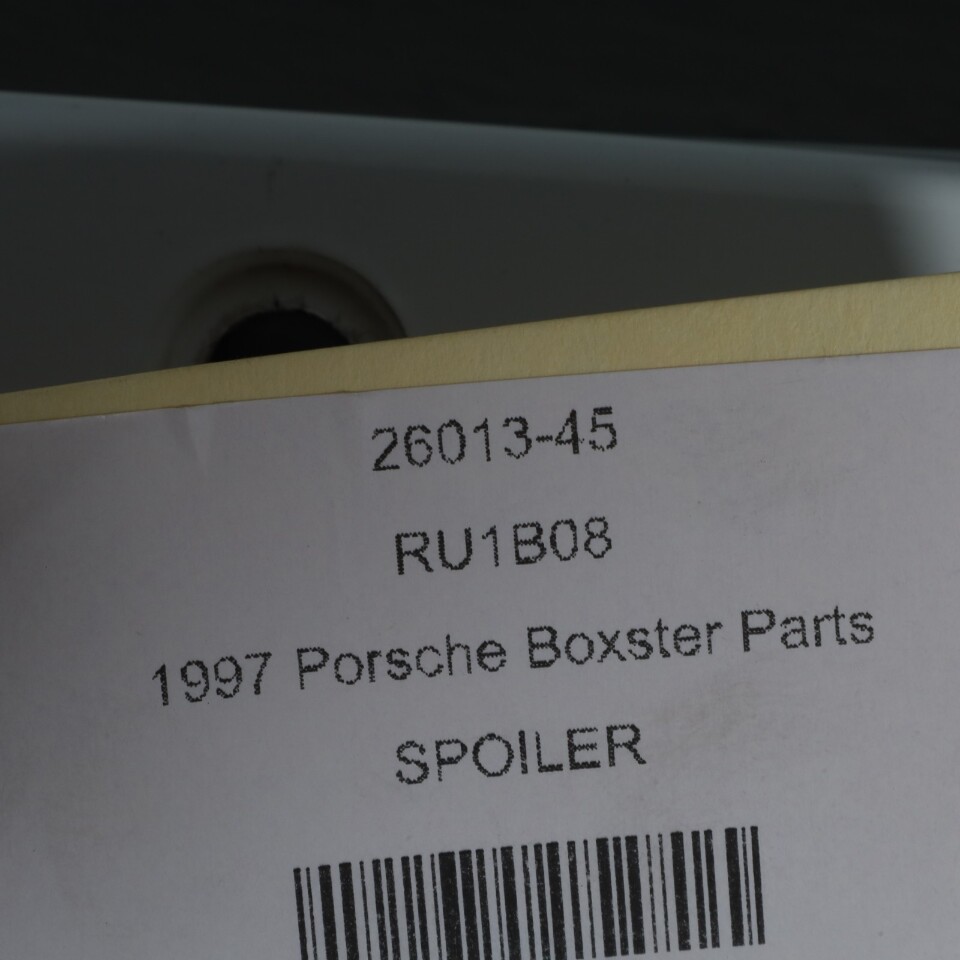 26013-45
RU1B08
1997 Porsche Boxster Parts
SPOILER